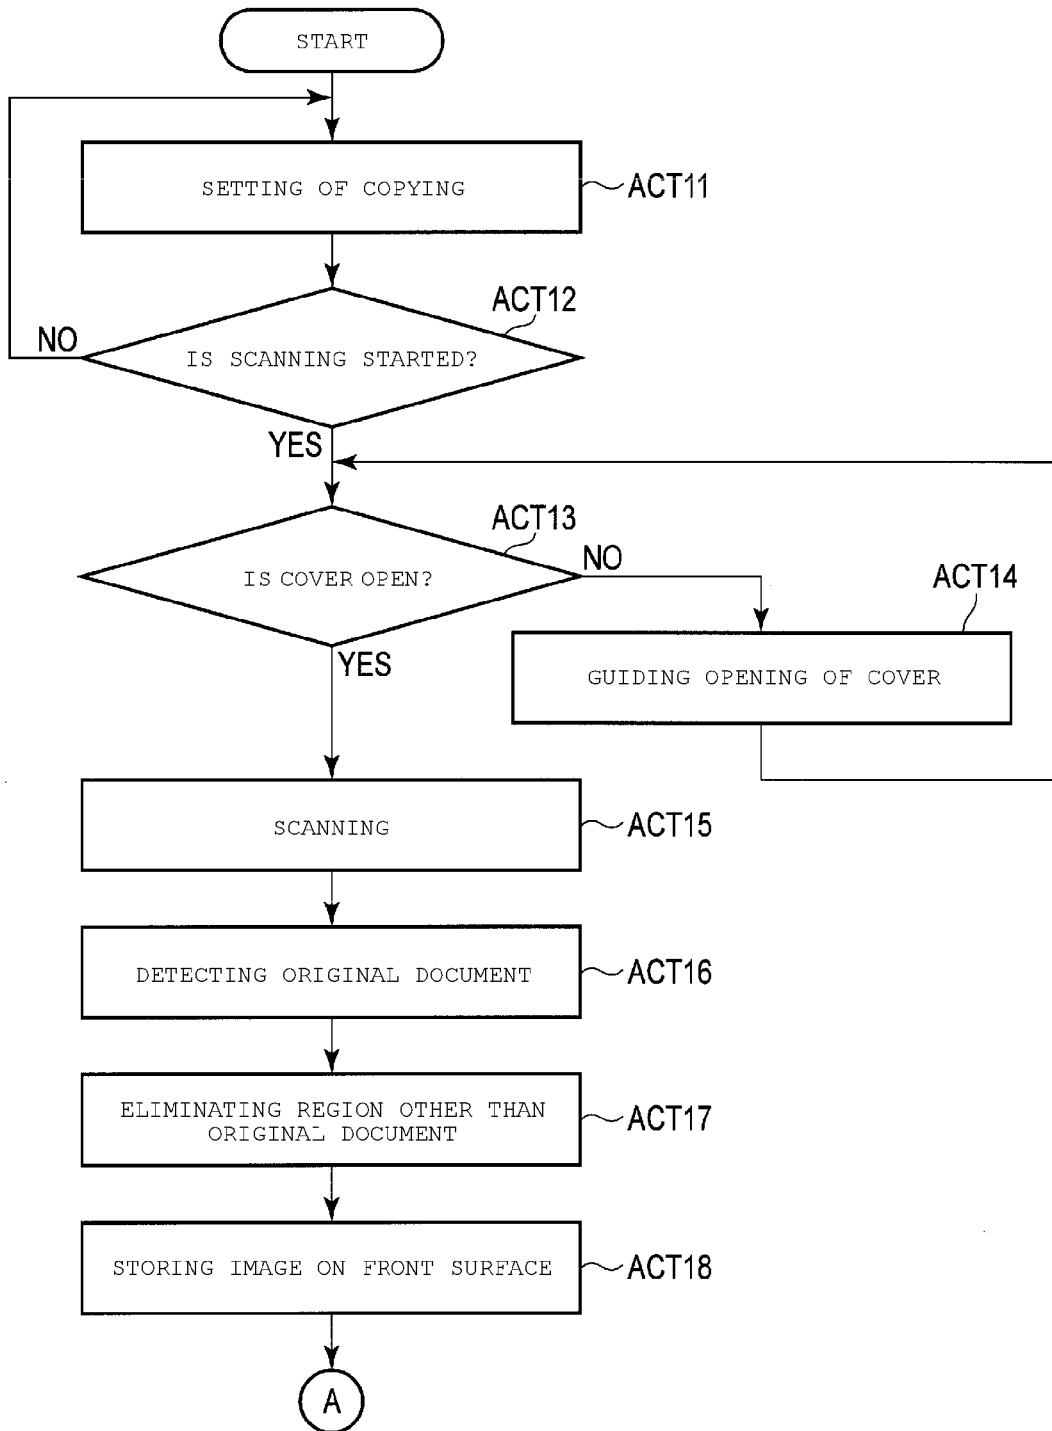 START
SETTING OF COPYING
ACT11
ACT12
NO
IS SCANNING STARTED?
YES
ACT13
NO
IS COVER OPEN?
ACT14
YES
GUIDING OPENING OF COVER
SCANNING
ACT15
DETECTING ORIGINAL DOCUMENT
ACT16
ELIMINATING REGION OTHER THAN
ORIGINAL DOCUMENT
ACT17
STORING IMAGE ON FRONT SURFACE
ACT18
A